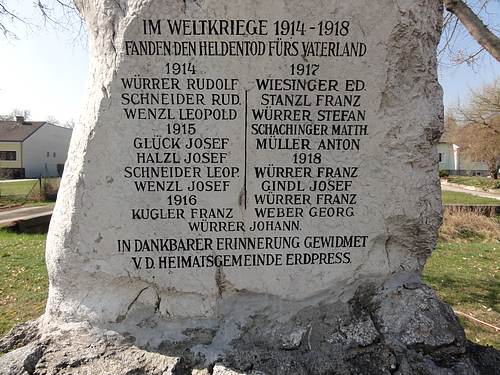 IM WELTKRIEGE 1914-1918
FANDEN DEN HELDENTOD FÜRS VATERLAND
1914
WÜRRER RUDOLF
SCHNEIDER RUD.
WENZL LEOPOLD
1915
GLÜCK JOSEF
HALZL JOSEF
SCHNEIDER LEOP.
WENZL JOSEF
1916
KUGLER FRANZ
1917
WIESINGER ED.
STANZL FRANZ
WÜRRER STEFAN
SCHACHINGER MATTH.
MÜLLER ANTON
1918
WÜRRER FRANZ
GINDL JOSEF
WÜRRER FRANZ
WEBER GEORG
WÜRRER JOHANN.
IN DANKBARER ERINNERUNG GEWIDMET
V. D. HEIMATSGEMEINDE ERDPRESS.